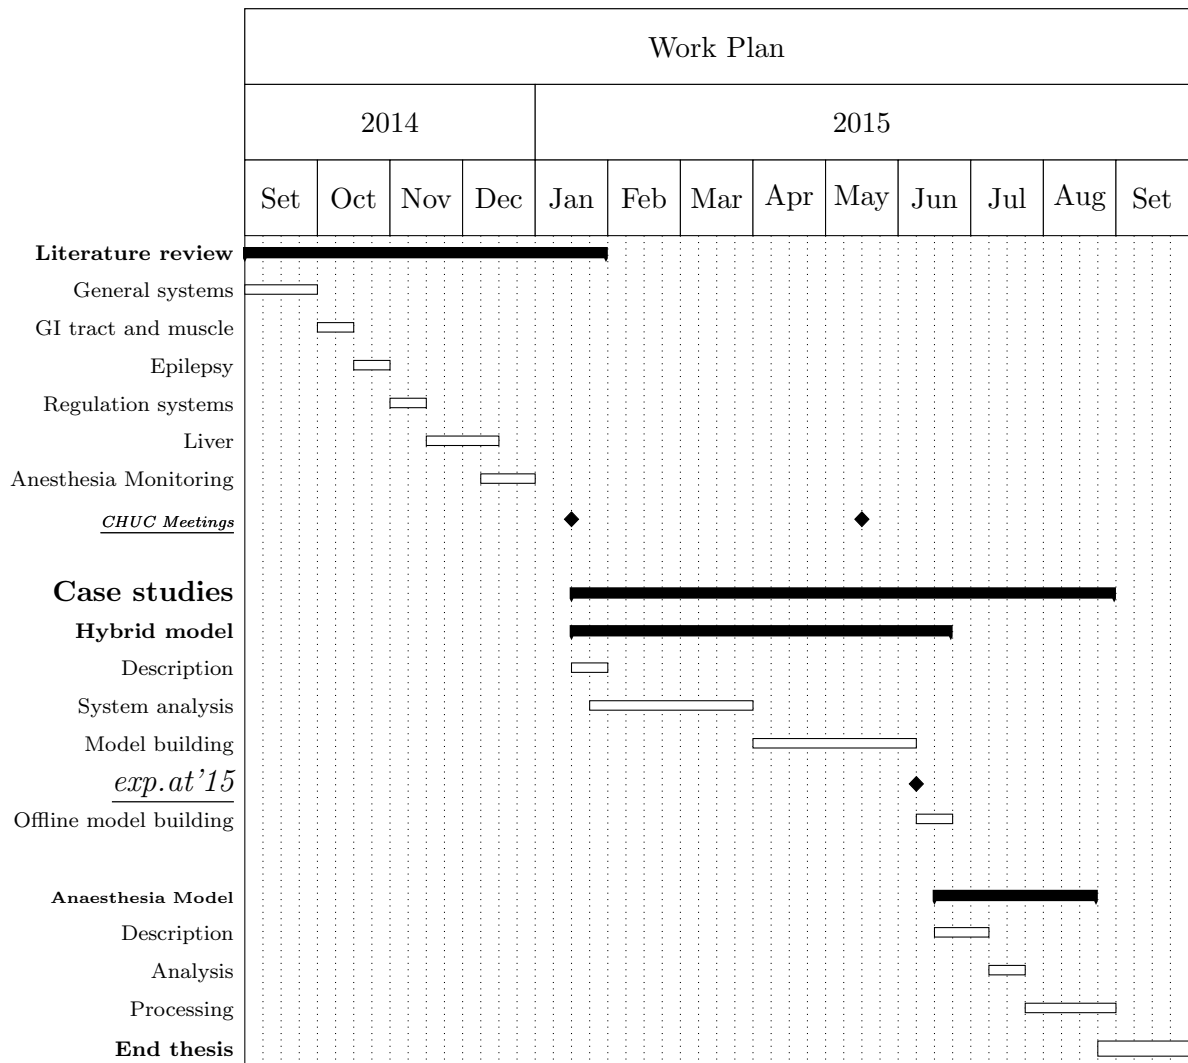 Work Plan
2014 2015
Set Oct Nov Dec Jan Feb Mar Apr May Jun Jul Aug Set
Literature review
General systems
GI tract and muscle
Epilepsy
Regulation systems
Liver
Anesthesia Monitoring
CHUC Meetings
Case studies
Hybrid model
Description
System analysis
Model building
exp.at'15
Offline model building
Anaesthesia Model
Description
Analysis
Processing
End thesis